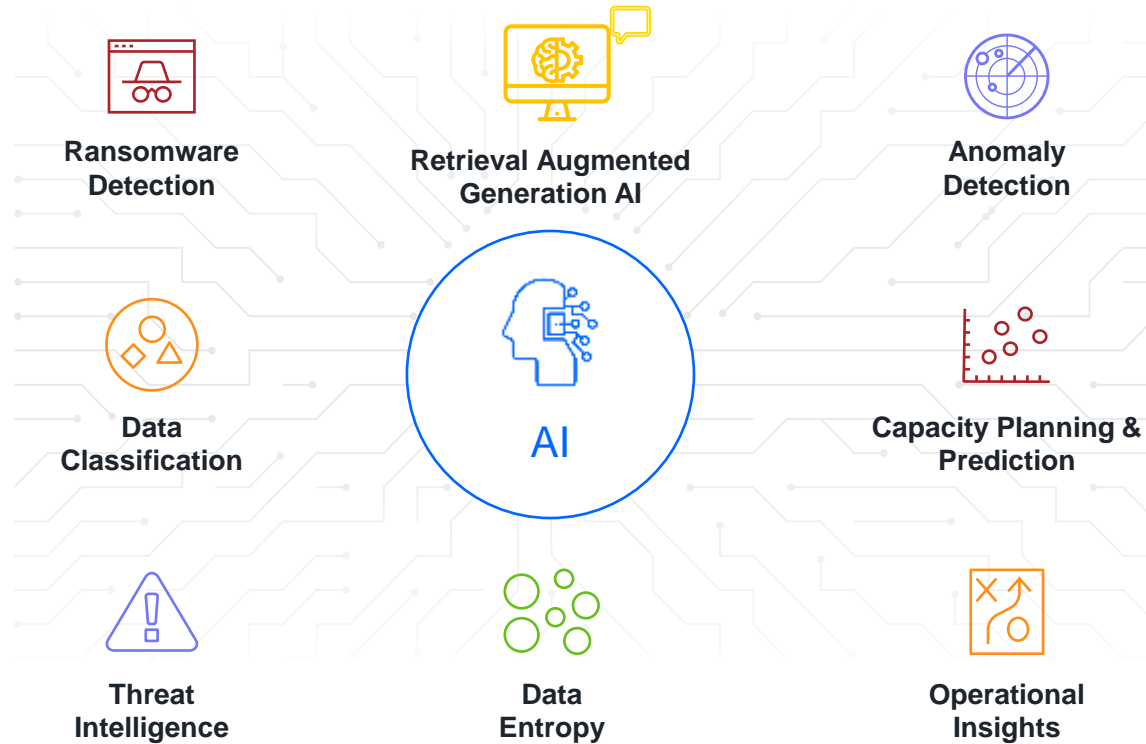 Ransomware
Detection
Retrieval Augmented
Generation AI
Anomaly
Detection
Data
Classification
AI
Capacity Planning &
Prediction
Threat
Intelligence
Data
Entropy
Operational
Insights